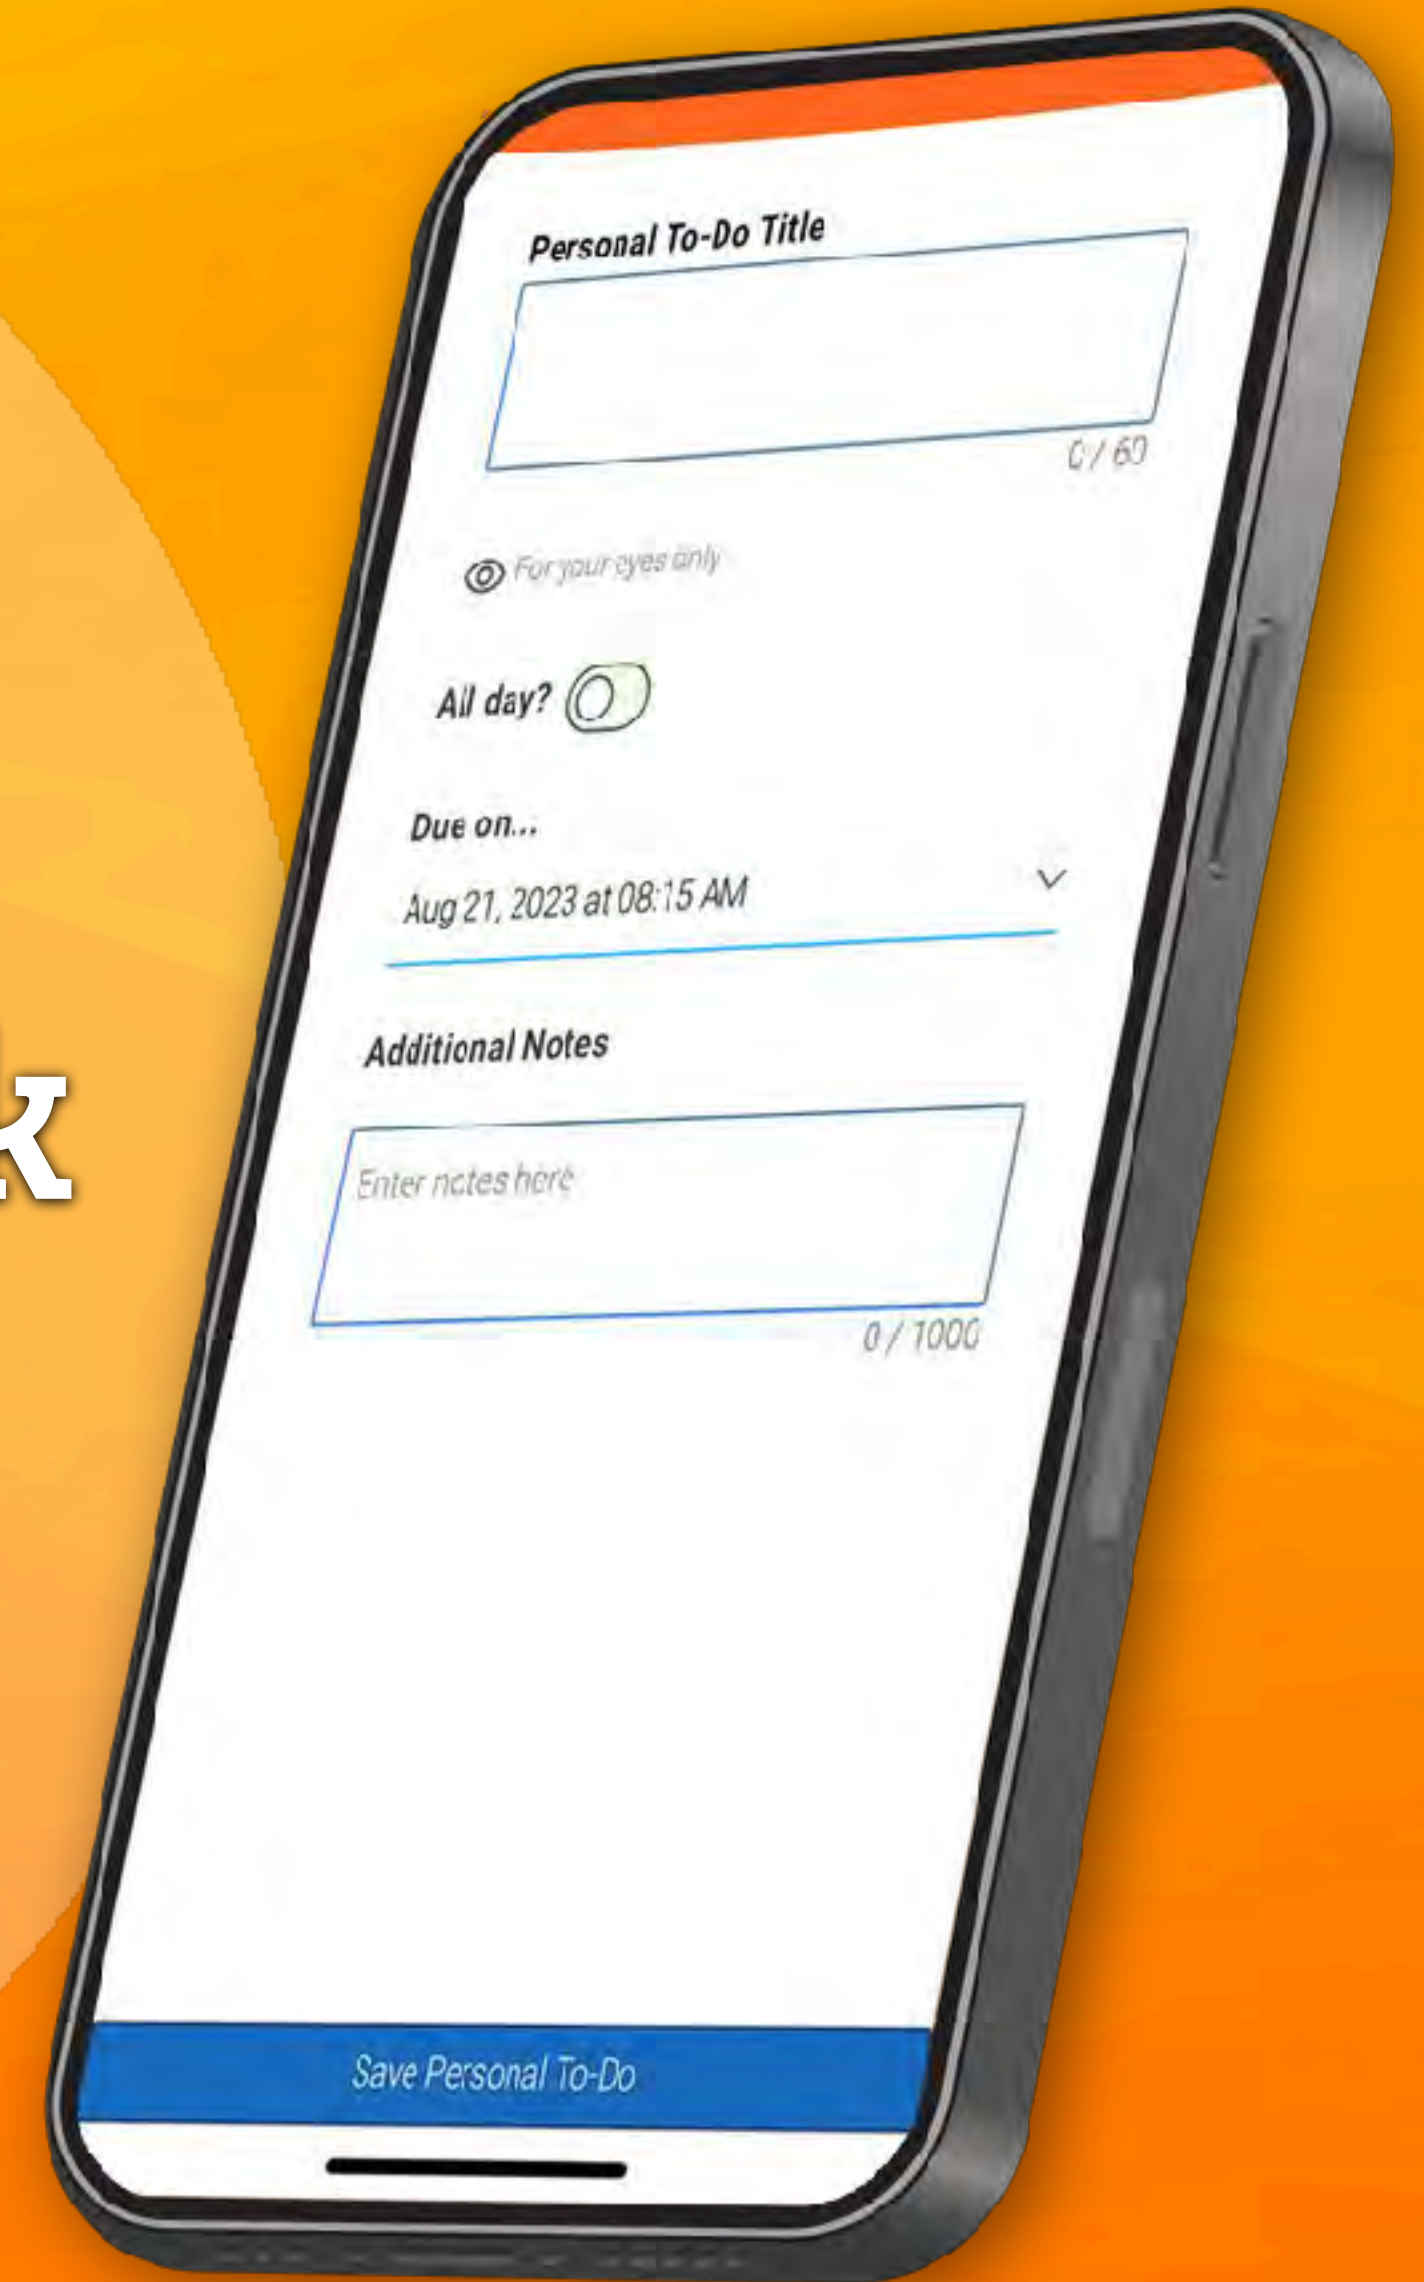 Personal To-Do Title
0 / 60
For your eyes only
All day?
Due on...
Aug 21, 2023 at 08:15 AM
Additional Notes
k
Enter notes here
0 / 1000
Save Personal To-Do